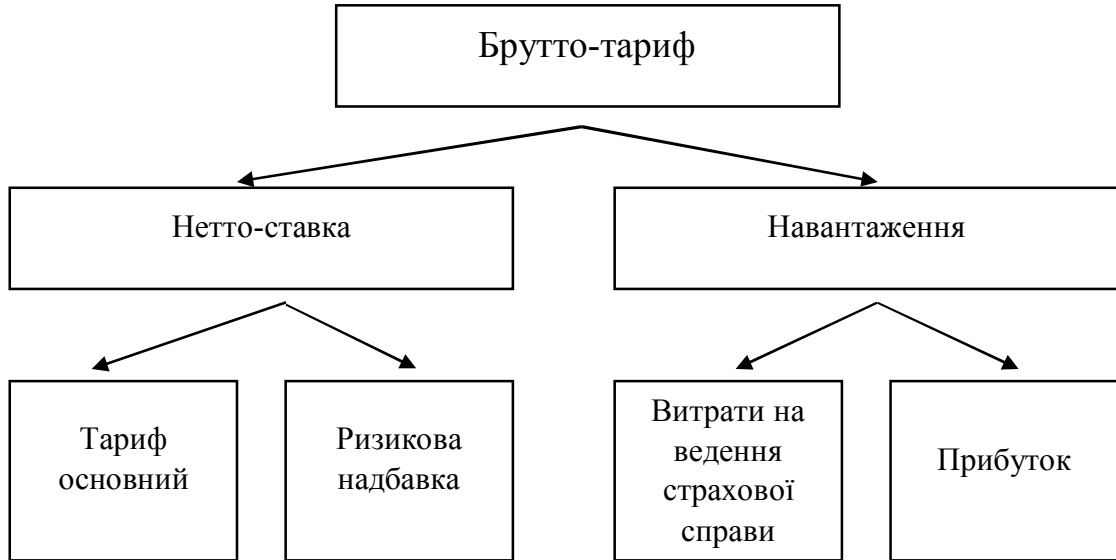 Брутто-тариф
Нетто-ставка
Навантаження
Тариф
основний
Ризикова
надбавка
Витрати на
ведення
страхової
справи
Прибуток